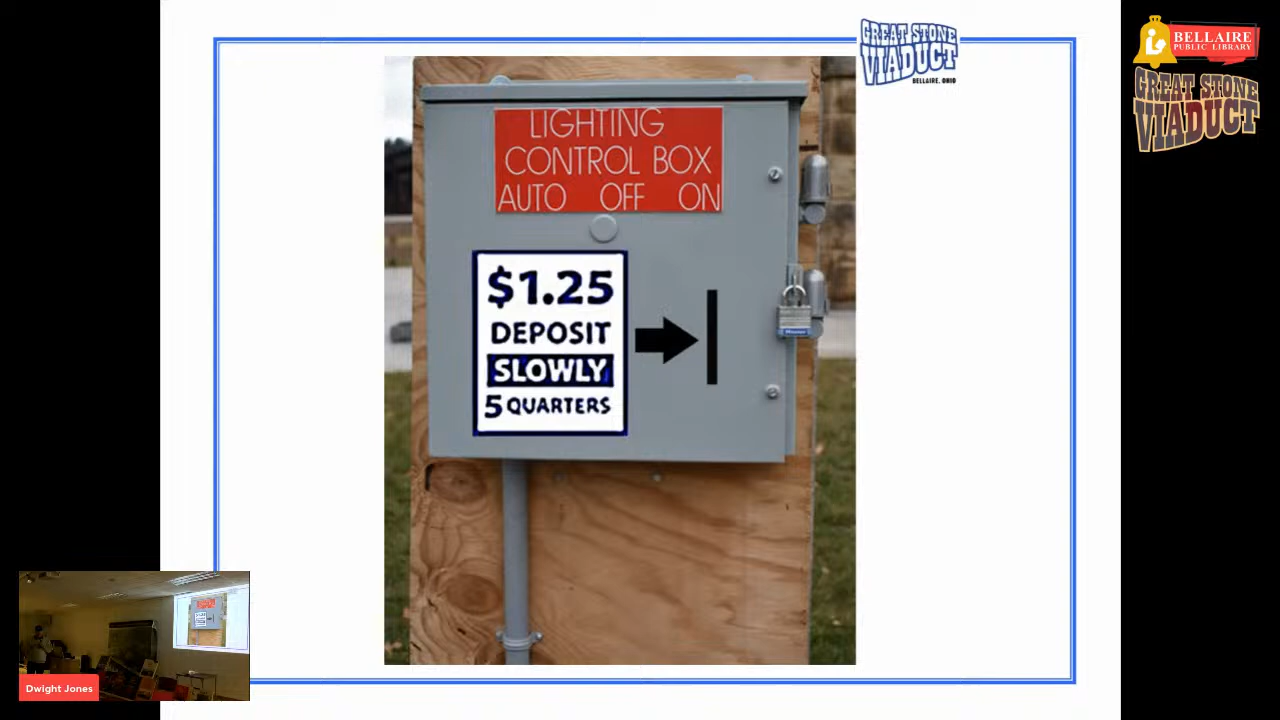 GREAT STONE
VIADUCT
BELLAIRE, OHIO
BELLAIRE
PUBLIC LIBRARY
GREAT STONE
VIADUCT
LIGHTING
CONTROL BOX
AUTO OFF ON
$1.25
DEPOSIT
SLOWLY
5 QUARTERS
Master
Dwight Jones